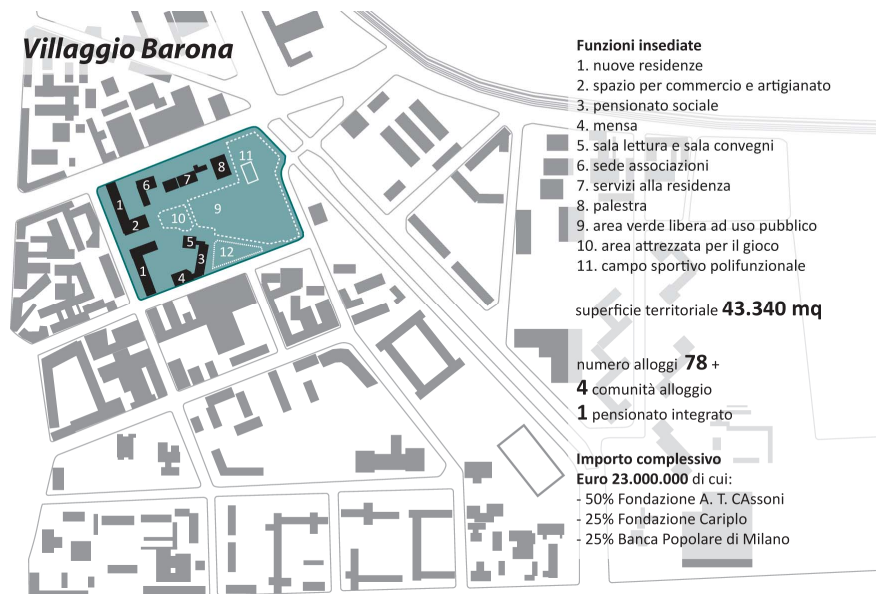 Villaggio Barona
Funzioni insediate
1. nuove residenze
2. spazio per commercio e artigianato
3. pensionato sociale
4. mensa
5. sala lettura e sala convegni
6. sede associazioni
7. servizi alla residenza
8. palestra
9. area verde libera ad uso pubblico
10. area attrezzata per il gioco
11. campo sportivo polifunzionale
superficie territoriale 43.340 mq
numero alloggi 78 +
4 comunità alloggio
1 pensionato integrato
Importo complessivo
Euro 23.000.000 di cui:
- 50% Fondazione A. T. CAssoni
- 25% Fondazione Cariplo
- 25% Banca Popolare di Milano
11
8
7
6
1
9
10
2
5
12
3
1
4